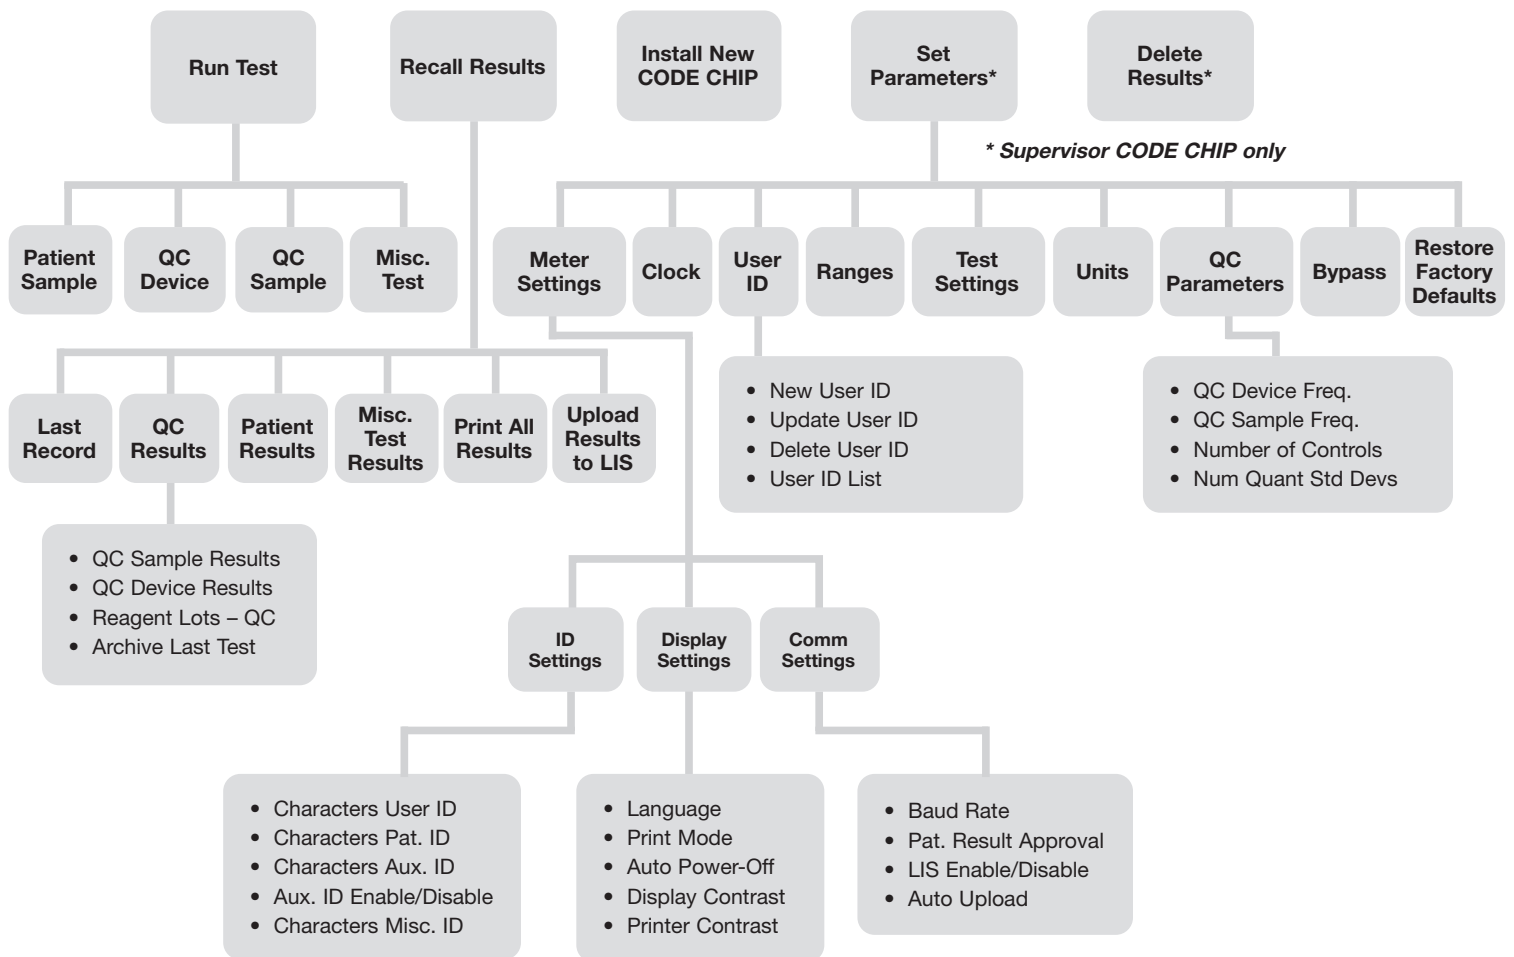 Run Test
Recall Results
Install New
CODE CHIP
Set
Parameters*
Delete
Results*
* Supervisor CODE CHIP only
Patient
Sample
QC
Device
QC
Sample
Misc.
Test
Meter
Settings
Clock
User
ID
Ranges
Test
Settings
Units
QC
Parameters
Bypass
Restore
Factory
Defaults
Last
Record
QC
Results
Patient
Results
Misc.
Test
Results
Print All
Results
Upload
Results
to LIS
• New User ID
• Update User ID
• Delete User ID
• User ID List
• QC Device Freq.
• QC Sample Freq.
• Number of Controls
• Num Quant Std Devs
• QC Sample Results
• QC Device Results
• Reagent Lots – QC
• Archive Last Test
ID
Settings
Display
Settings
Comm
Settings
• Characters User ID
• Characters Pat. ID
• Characters Aux. ID
• Aux. ID Enable/Disable
• Characters Misc. ID
• Language
• Print Mode
• Auto Power-Off
• Display Contrast
• Printer Contrast
• Baud Rate
• Pat. Result Approval
• LIS Enable/Disable
• Auto Upload